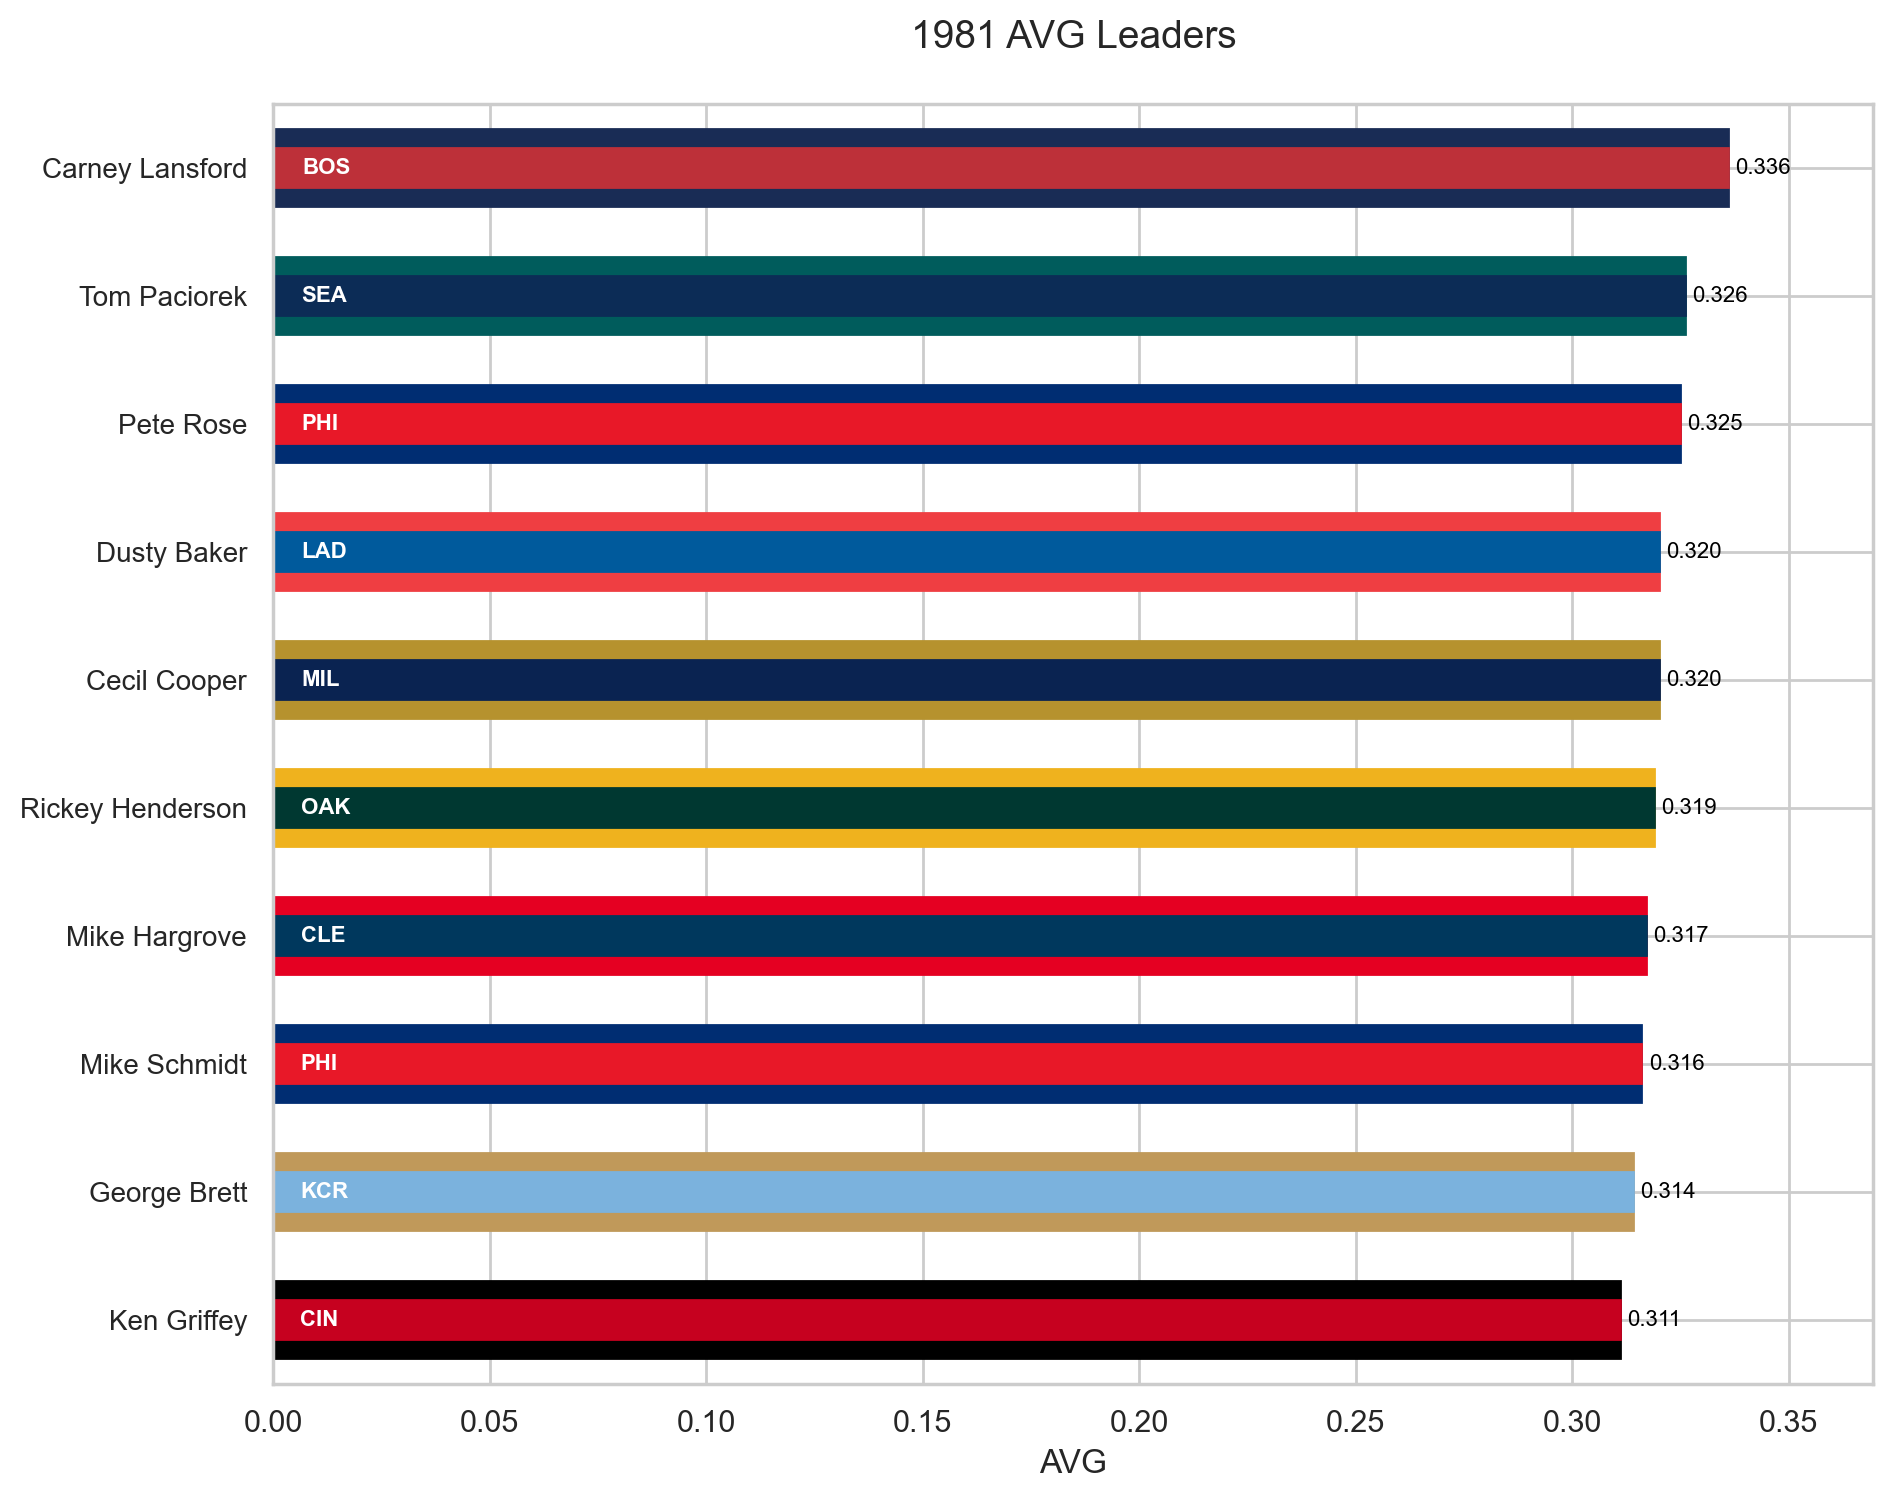 1981 AVG Leaders
Carney Lansford BOS 0.336
Tom Paciorek SEA 0.326
Pete Rose PHI 0.325
Dusty Baker LAD 0.320
Cecil Cooper MIL 0.320
Rickey Henderson OAK 0.319
Mike Hargrove CLE 0.317
Mike Schmidt PHI 0.316
George Brett KCR 0.314
Ken Griffey CIN 0.311
0.00 0.05 0.10 0.15 0.20 0.25 0.30 0.35
AVG